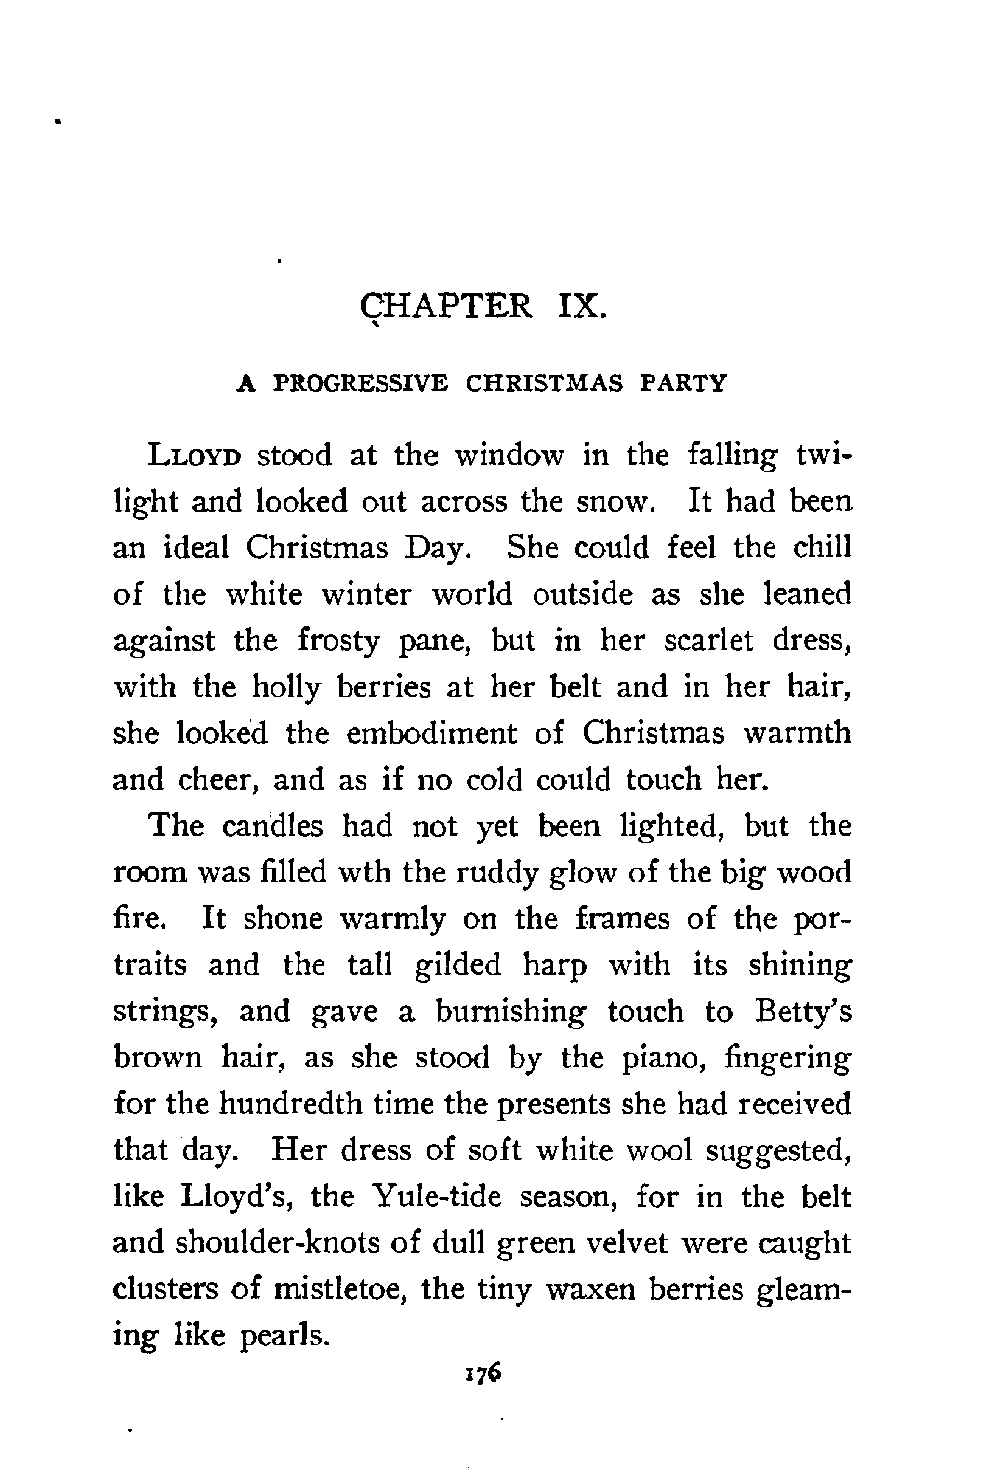 CHAPTER IX.
A PROGRESSIVE CHRISTMAS PARTY
LLOYD stood at the window in the falling twi-
light and looked out across the snow. It had been
an ideal Christmas Day. She could feel the chill
of the white winter world outside as she leaned
against the frosty pane, but in her scarlet dress,
with the holly berries at her belt and in her hair,
she looked the embodiment of Christmas warmth
and cheer, and as if no cold could touch her.
The candles had not yet been lighted, but the
room was filled wth the ruddy glow of the big wood
fire. It shone warmly on the frames of the por-
traits and the tall gilded harp with its shining
strings, and gave a burnishing touch to Betty's
brown hair, as she stood by the piano, fingering
for the hundredth time the presents she had received
that day. Her dress of soft white wool suggested,
like Lloyd's, the Yule-tide season, for in the belt
and shoulder-knots of dull green velvet were caught
clusters of mistletoe, the tiny waxen berries gleam-
ing like pearls.
176